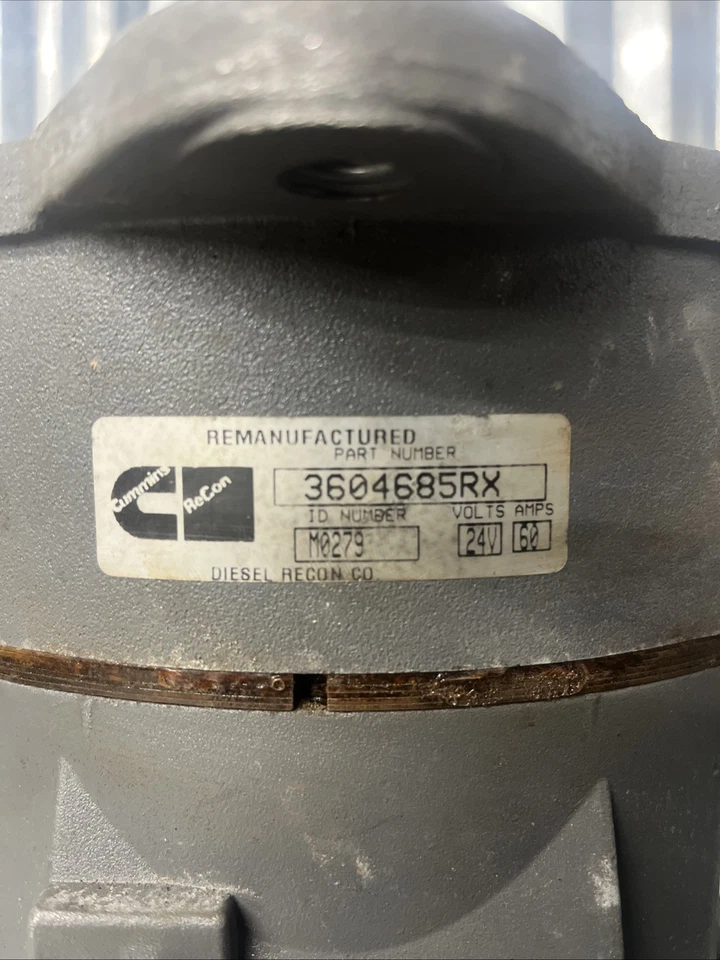 REMANUFACTURED
PART NUMBER
Cummins ReCon
3604685RX
ID NUMBER VOLTS AMPS
M0279 24V 60
DIESEL RECON CO